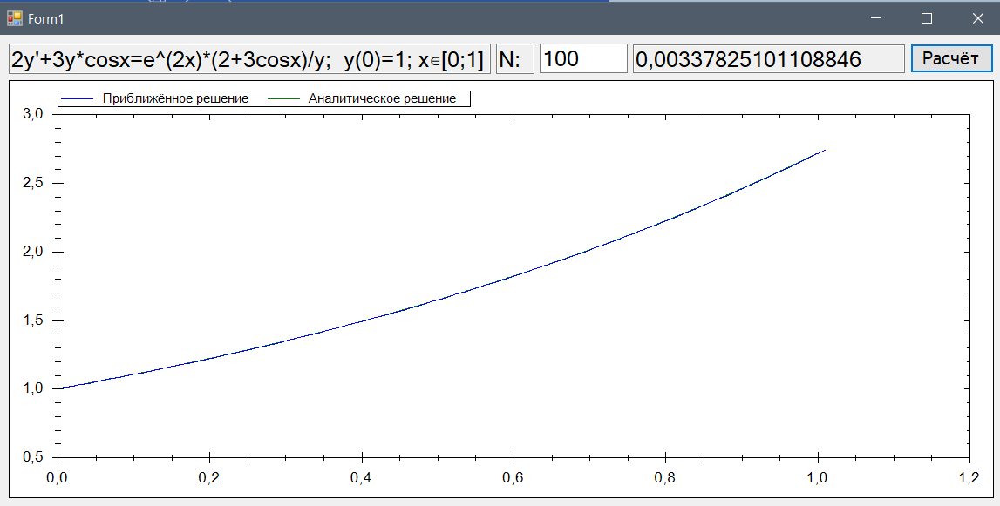 Form1
2y'+3y*cosx=e^(2x)*(2+3cosx)/y;  y(0)=1; x∈[0;1] N: 100 0,00337825101108846 Расчёт
Приближённое решение Аналитическое решение
3,0
2,5
2,0
1,5
1,0
0,5
0,0 0,2 0,4 0,6 0,8 1,0 1,2